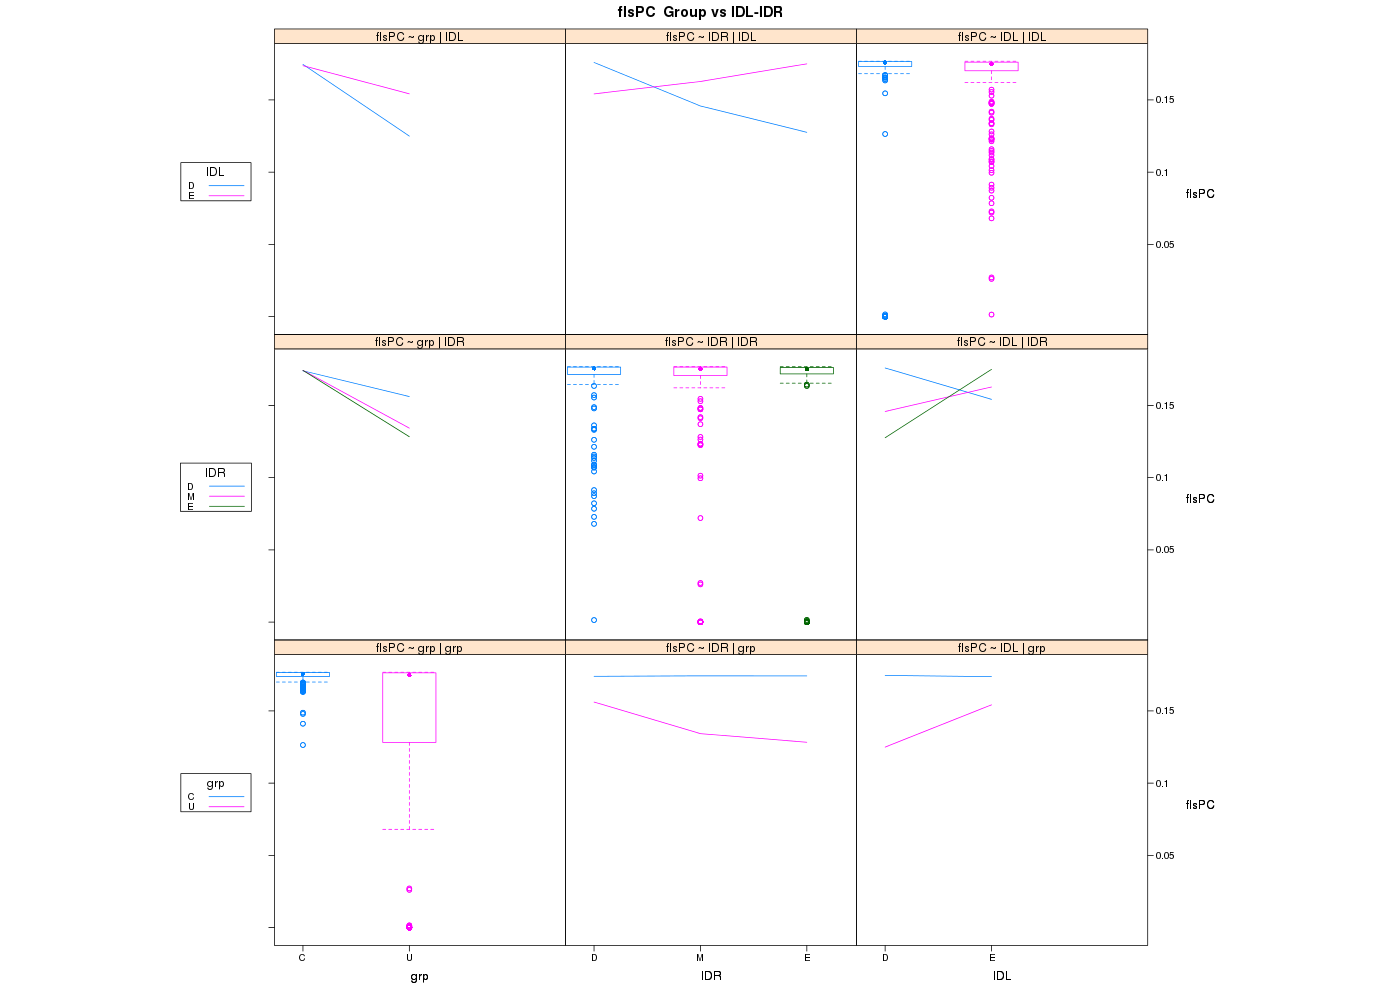 flsPC  Group vs IDL-IDR
flsPC ~ grp | IDL
flsPC ~ IDR | IDL
flsPC ~ IDL | IDL
IDL
D
E
0.15
0.1
0.05
flsPC
flsPC ~ grp | IDR
flsPC ~ IDR | IDR
flsPC ~ IDL | IDR
IDR
D
M
E
0.15
0.1
0.05
flsPC
flsPC ~ grp | grp
flsPC ~ IDR | grp
flsPC ~ IDL | grp
grp
C
U
0.15
0.1
0.05
flsPC
C U
D M E
D E
grp
IDR
IDL